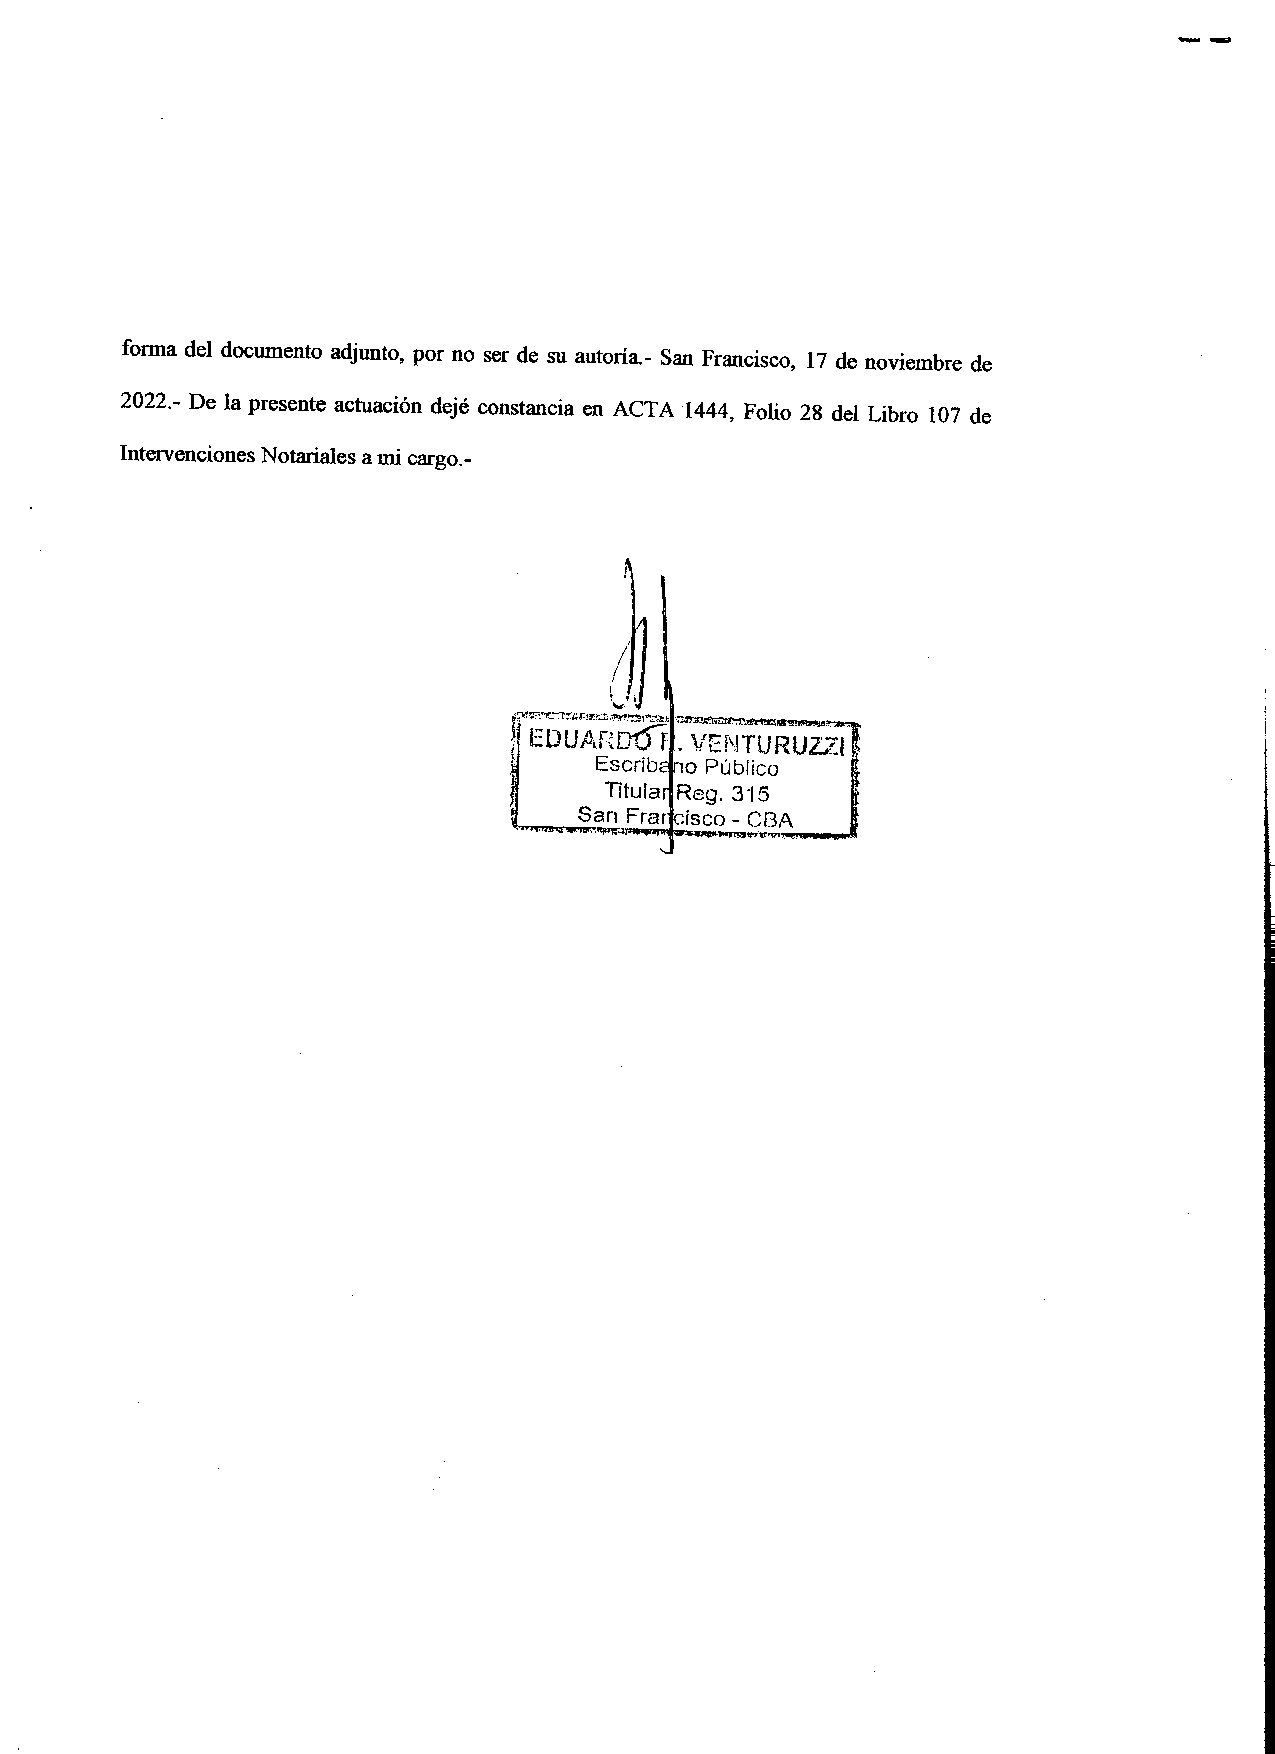 forma del documento adjunto, por no ser de su autoría.- San Francisco, 17 de noviembre de
2022.- De la presente actuación dejé constancia en ACTA 1444, Folio 28 del Libro 107 de
Intervenciones Notariales a mi cargo.-
EDUARDO . VENTURUZZI
Escribano Público
Titular Reg. 315
San Francisco - CBA